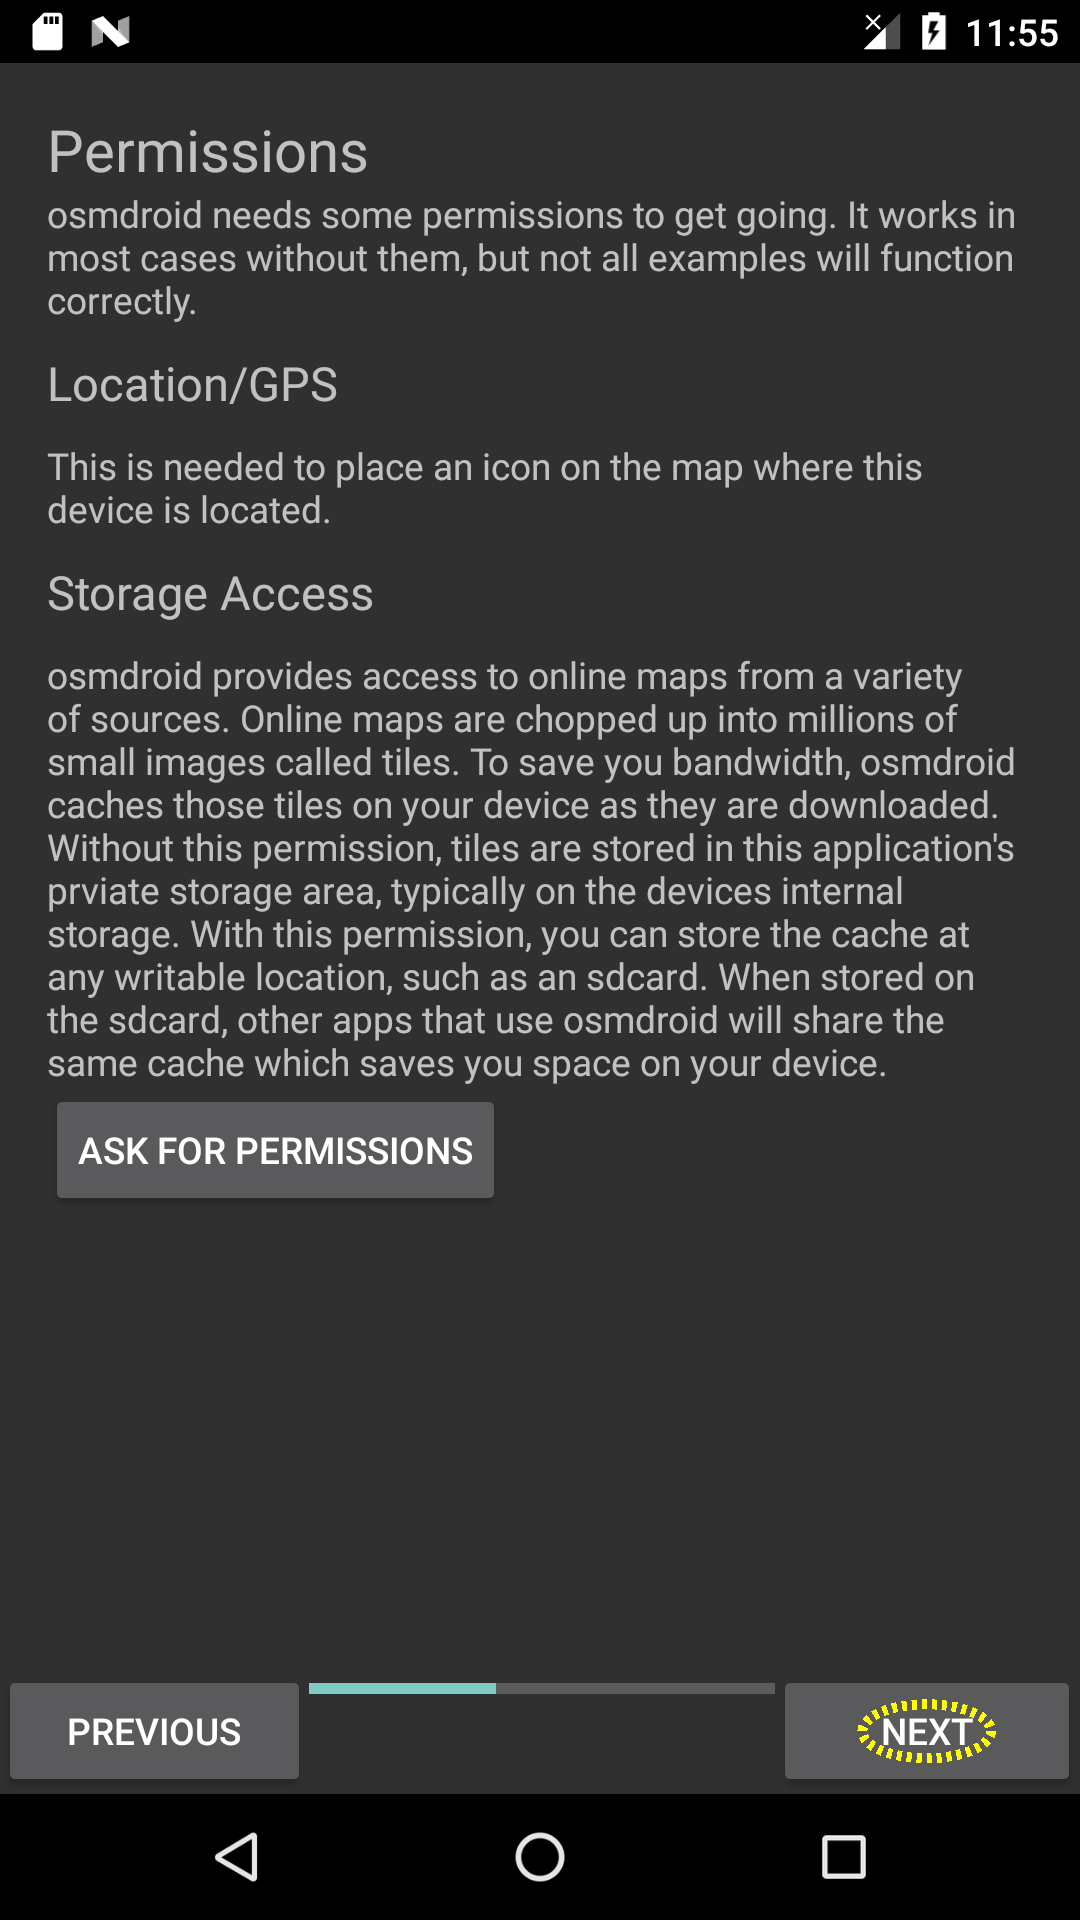 11:55
Permissions
osmdroid needs some permissions to get going. It works in
most cases without them, but not all examples will function
correctly.
Location/GPS
This is needed to place an icon on the map where this
device is located.
Storage Access
osmdroid provides access to online maps from a variety
of sources. Online maps are chopped up into millions of
small images called tiles. To save you bandwidth, osmdroid
caches those tiles on your device as they are downloaded.
Without this permission, tiles are stored in this application's
prviate storage area, typically on the devices internal
storage. With this permission, you can store the cache at
any writable location, such as an sdcard. When stored on
the sdcard, other apps that use osmdroid will share the
same cache which saves you space on your device.
ASK FOR PERMISSIONS
PREVIOUS
NEXT